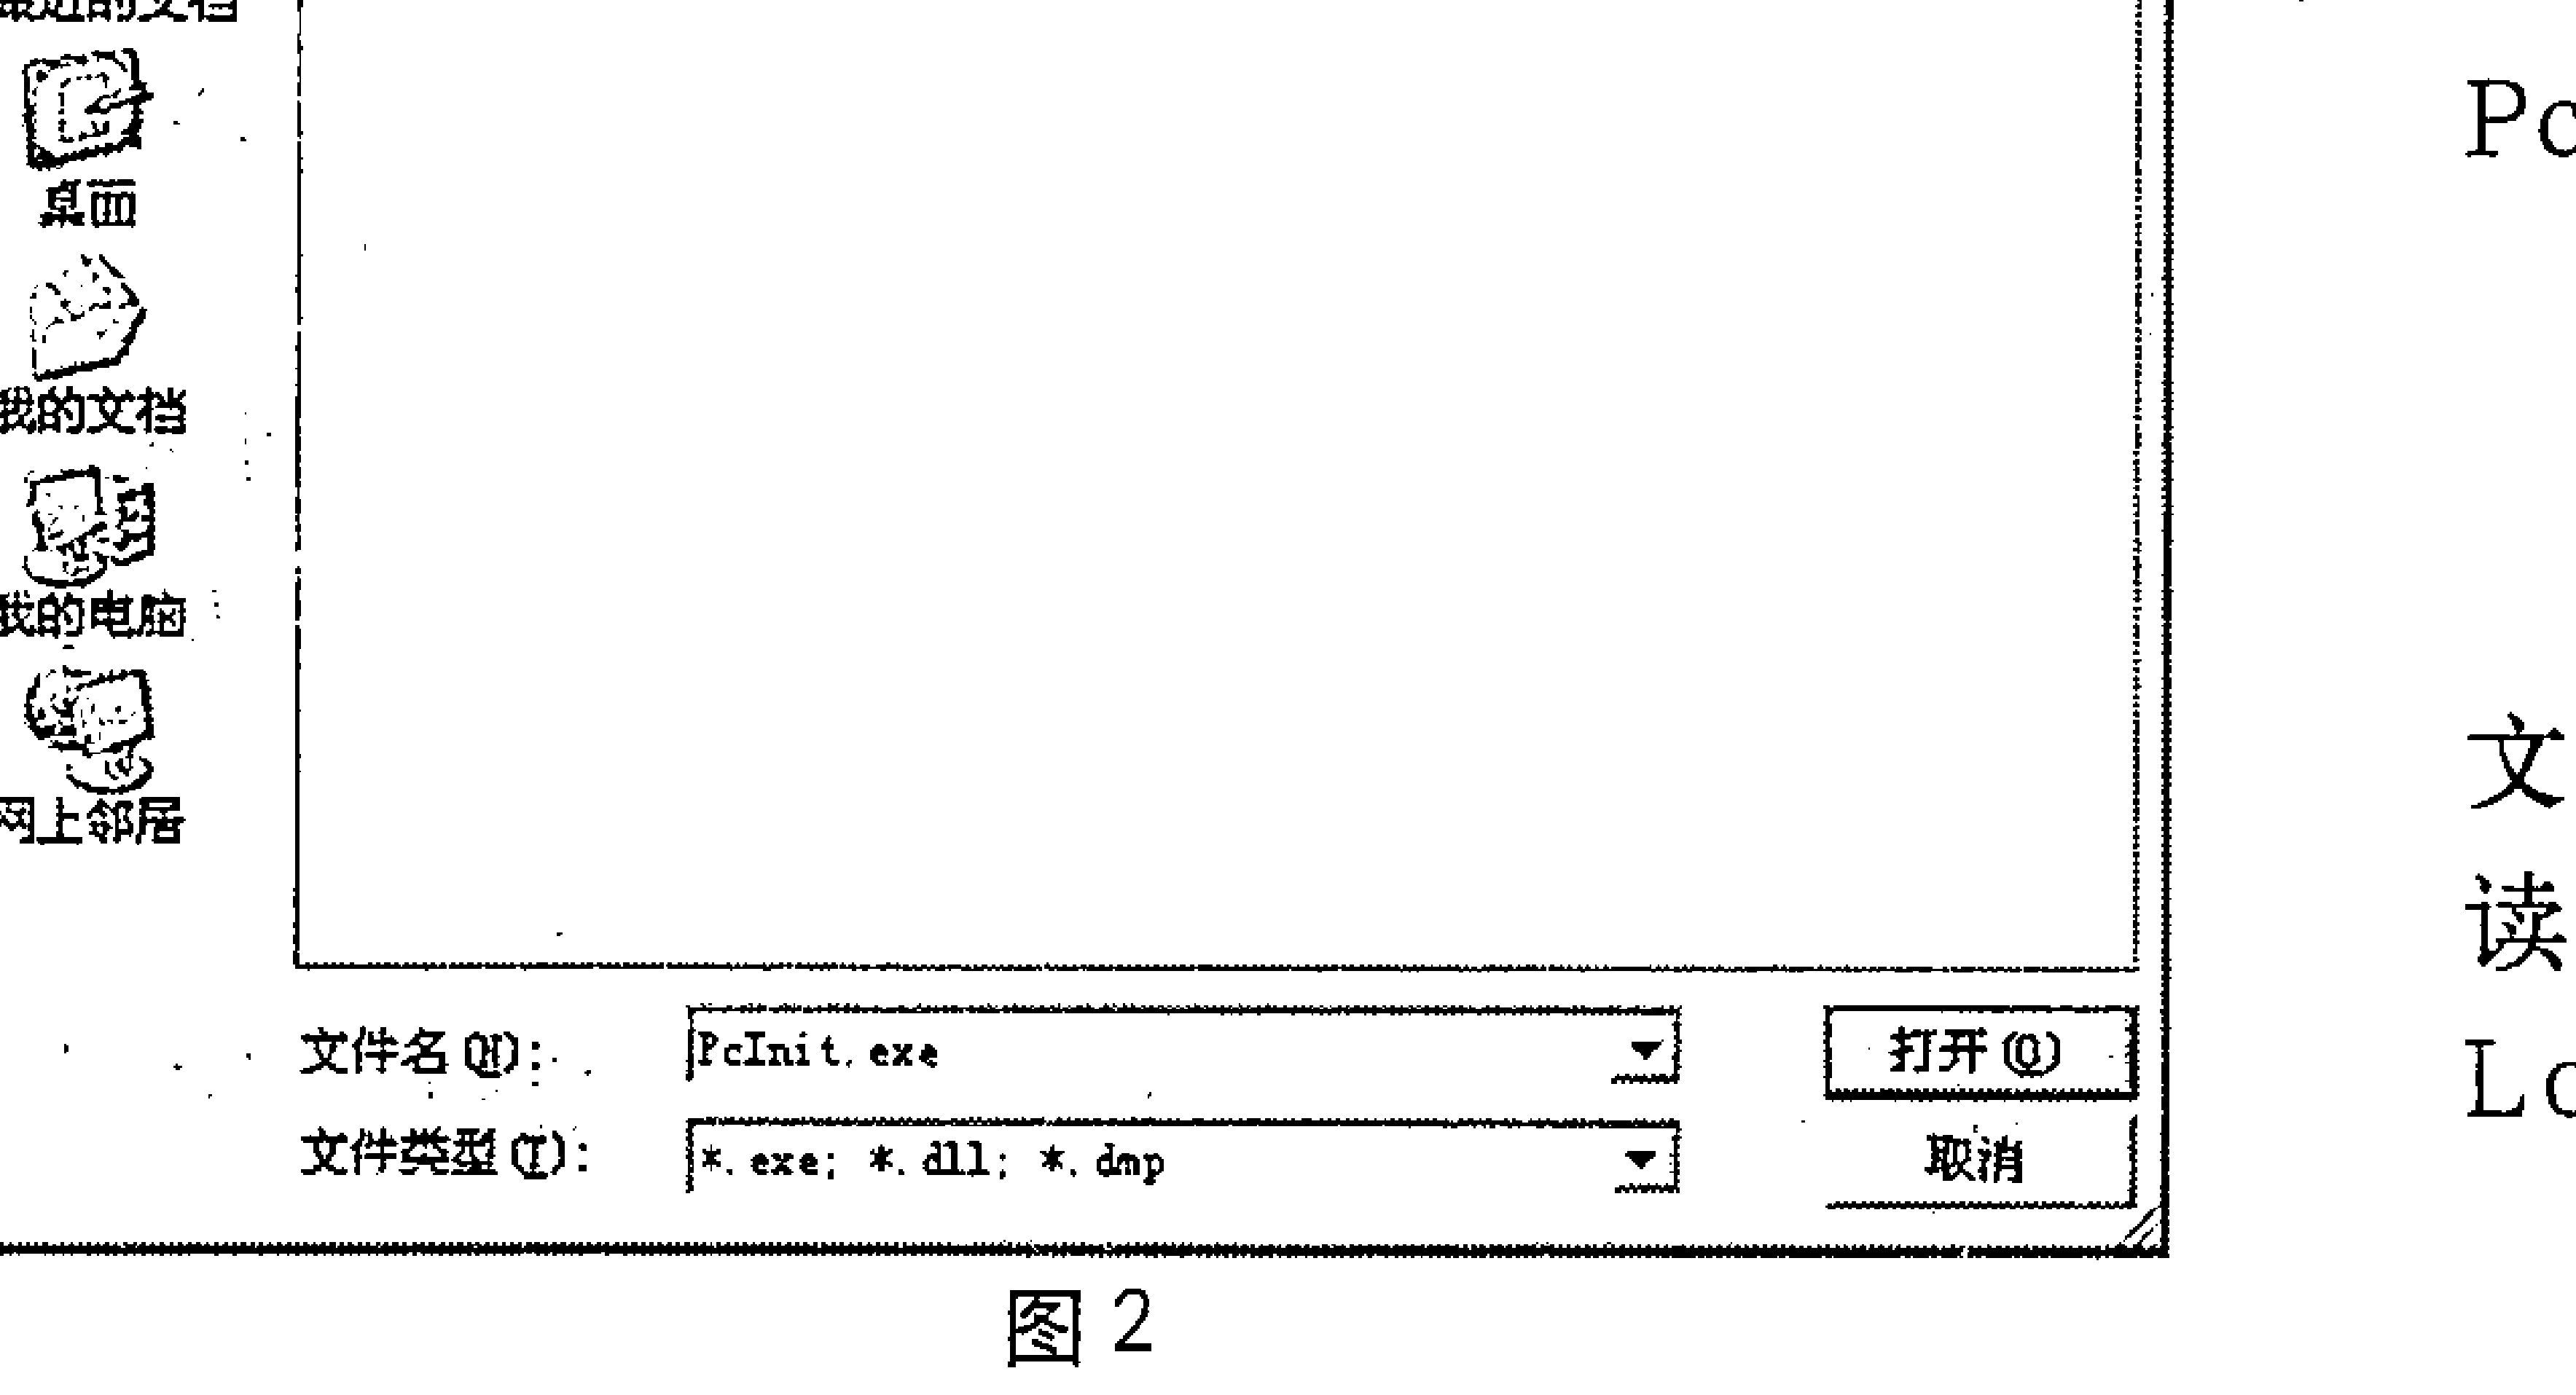 最近的文档
桌面
我的文档
我的电脑
网上邻居
文件名(N):
PcInit.exe
打开(O)
文件类型(T):
*.exe; *.dll; *.dmp
取消
图 2
Pc
文
读
Lo